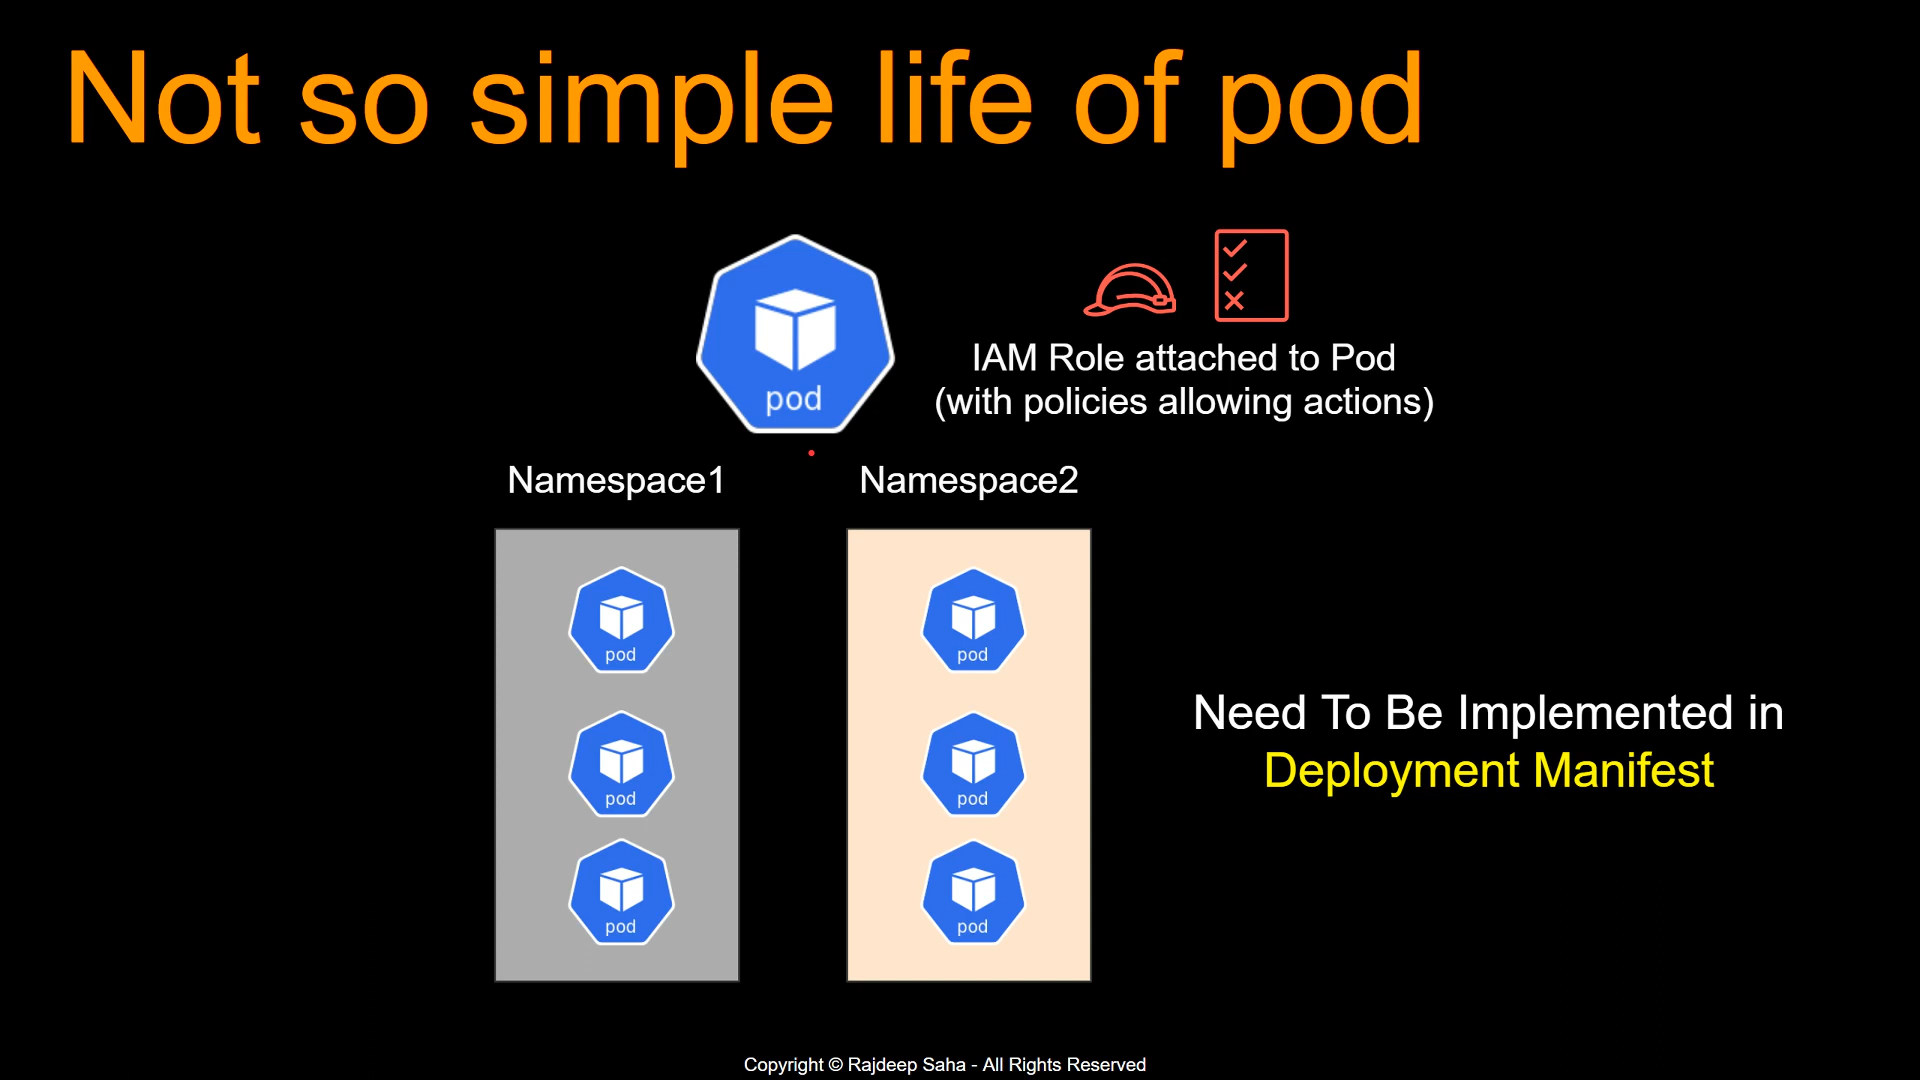 Not so simple life of pod
pod
IAM Role attached to Pod
(with policies allowing actions)
Namespace1
Namespace2
pod
pod
pod
pod
pod
pod
Need To Be Implemented in
Deployment Manifest
Copyright © Rajdeep Saha - All Rights Reserved